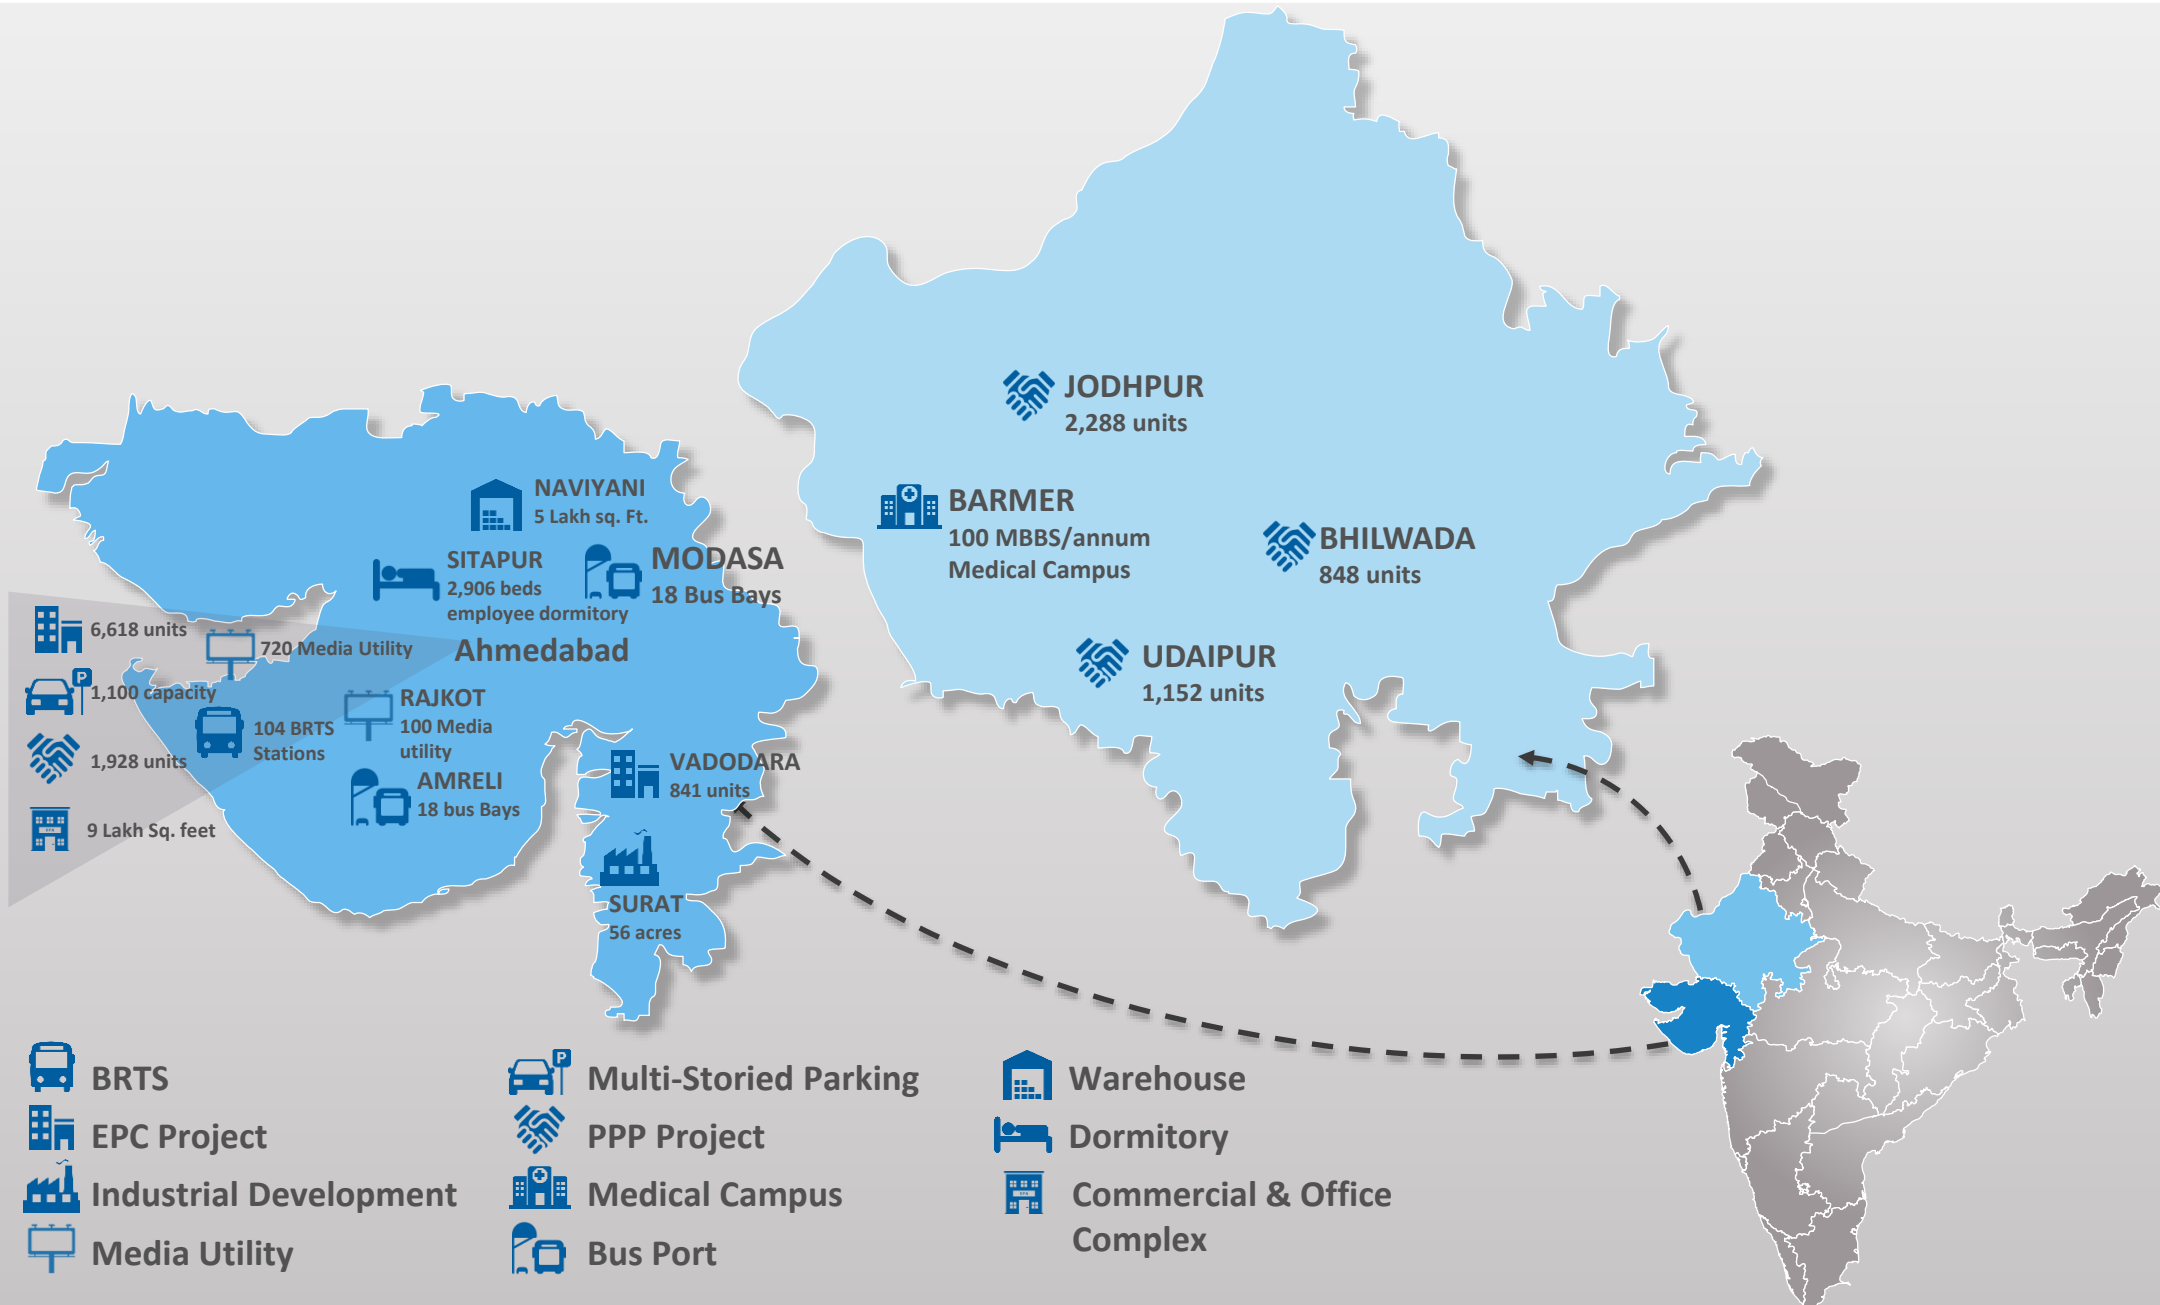 JODHPUR
2,288 units
BARMER
100 MBBS/annum
Medical Campus
BHILWADA
848 units
UDAIPUR
1,152 units
NAVIYANI
5 Lakh sq. Ft.
SITAPUR
2,906 beds
employee dormitory
MODASA
18 Bus Bays
Ahmedabad
6,618 units
720 Media Utility
P
1,100 capacity
104 BRTS
Stations
1,928 units
9 Lakh Sq. feet
RAJKOT
100 Media
utility
AMRELI
18 bus Bays
VADODARA
841 units
SURAT
56 acres
BRTS
EPC Project
Industrial Development
Media Utility
P
Multi-Storied Parking
PPP Project
Medical Campus
Bus Port
Warehouse
Dormitory
Commercial & Office
Complex